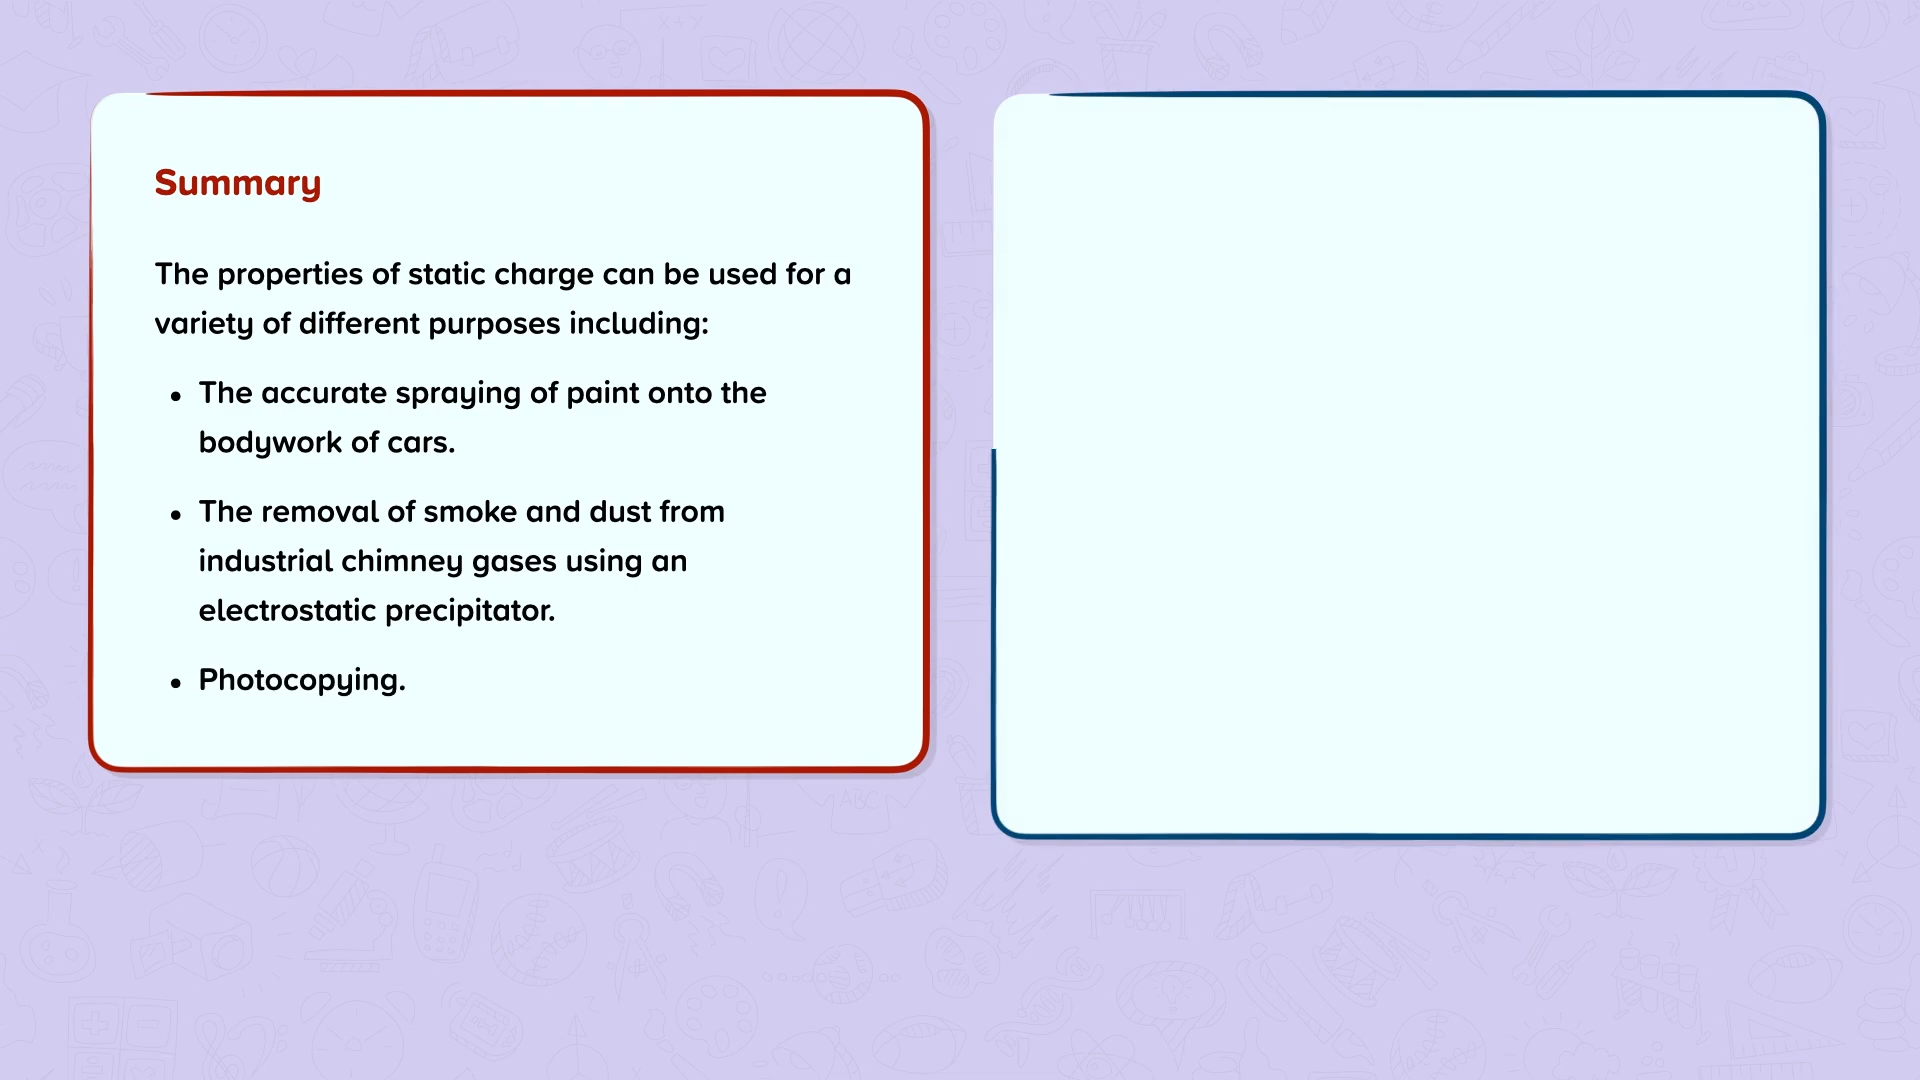 Summary
The properties of static charge can be used for a
variety of different purposes including:
• The accurate spraying of paint onto the
bodywork of cars.
• The removal of smoke and dust from
industrial chimney gases using an
electrostatic precipitator.
• Photocopying.
X+Y
ABC